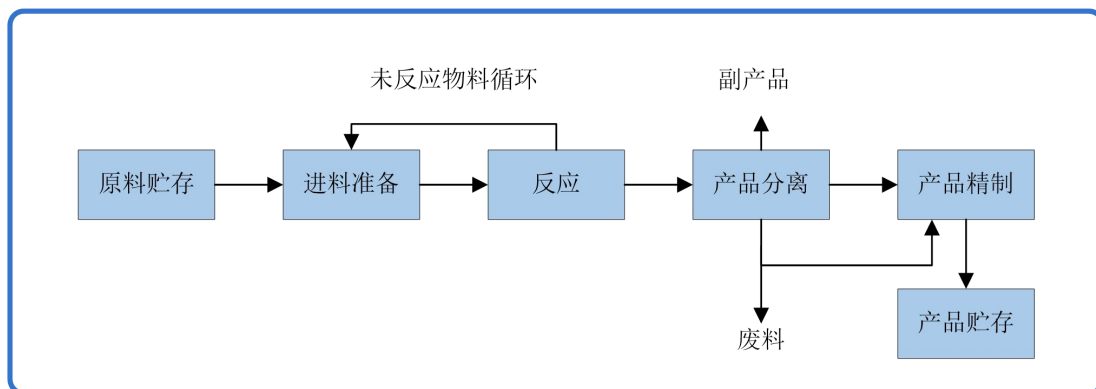 未反应物料循环
副产品
原料贮存
进料准备
反应
产品分离
产品精制
产品贮存
废料